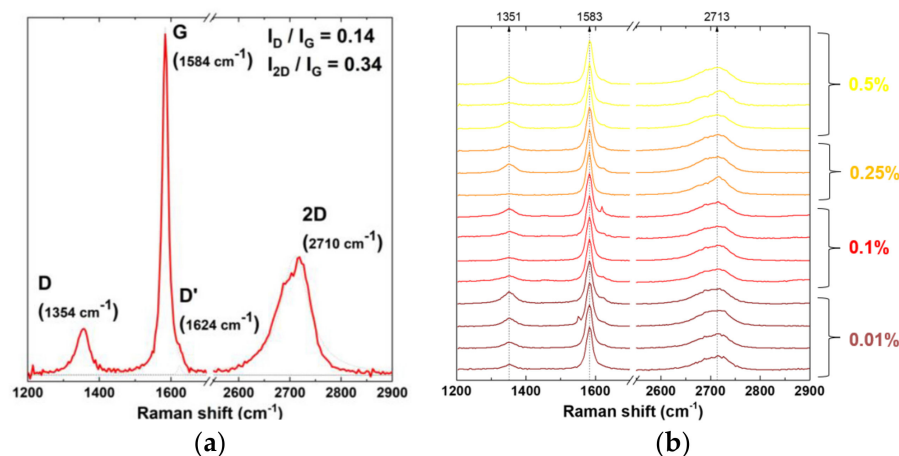 G
(1584 cm⁻¹)
I_D / I_G = 0.14
I_2D / I_G = 0.34
2D
(2710 cm⁻¹)
D
(1354 cm⁻¹)
D'
(1624 cm⁻¹)
1200 1400 1600 2600 2700 2800 2900
Raman shift (cm⁻¹)
(a)
1351 1583 2713
0.5%
0.25%
0.1%
0.01%
1200 1400 1600 2600 2700 2800 2900
Raman shift (cm⁻¹)
(b)